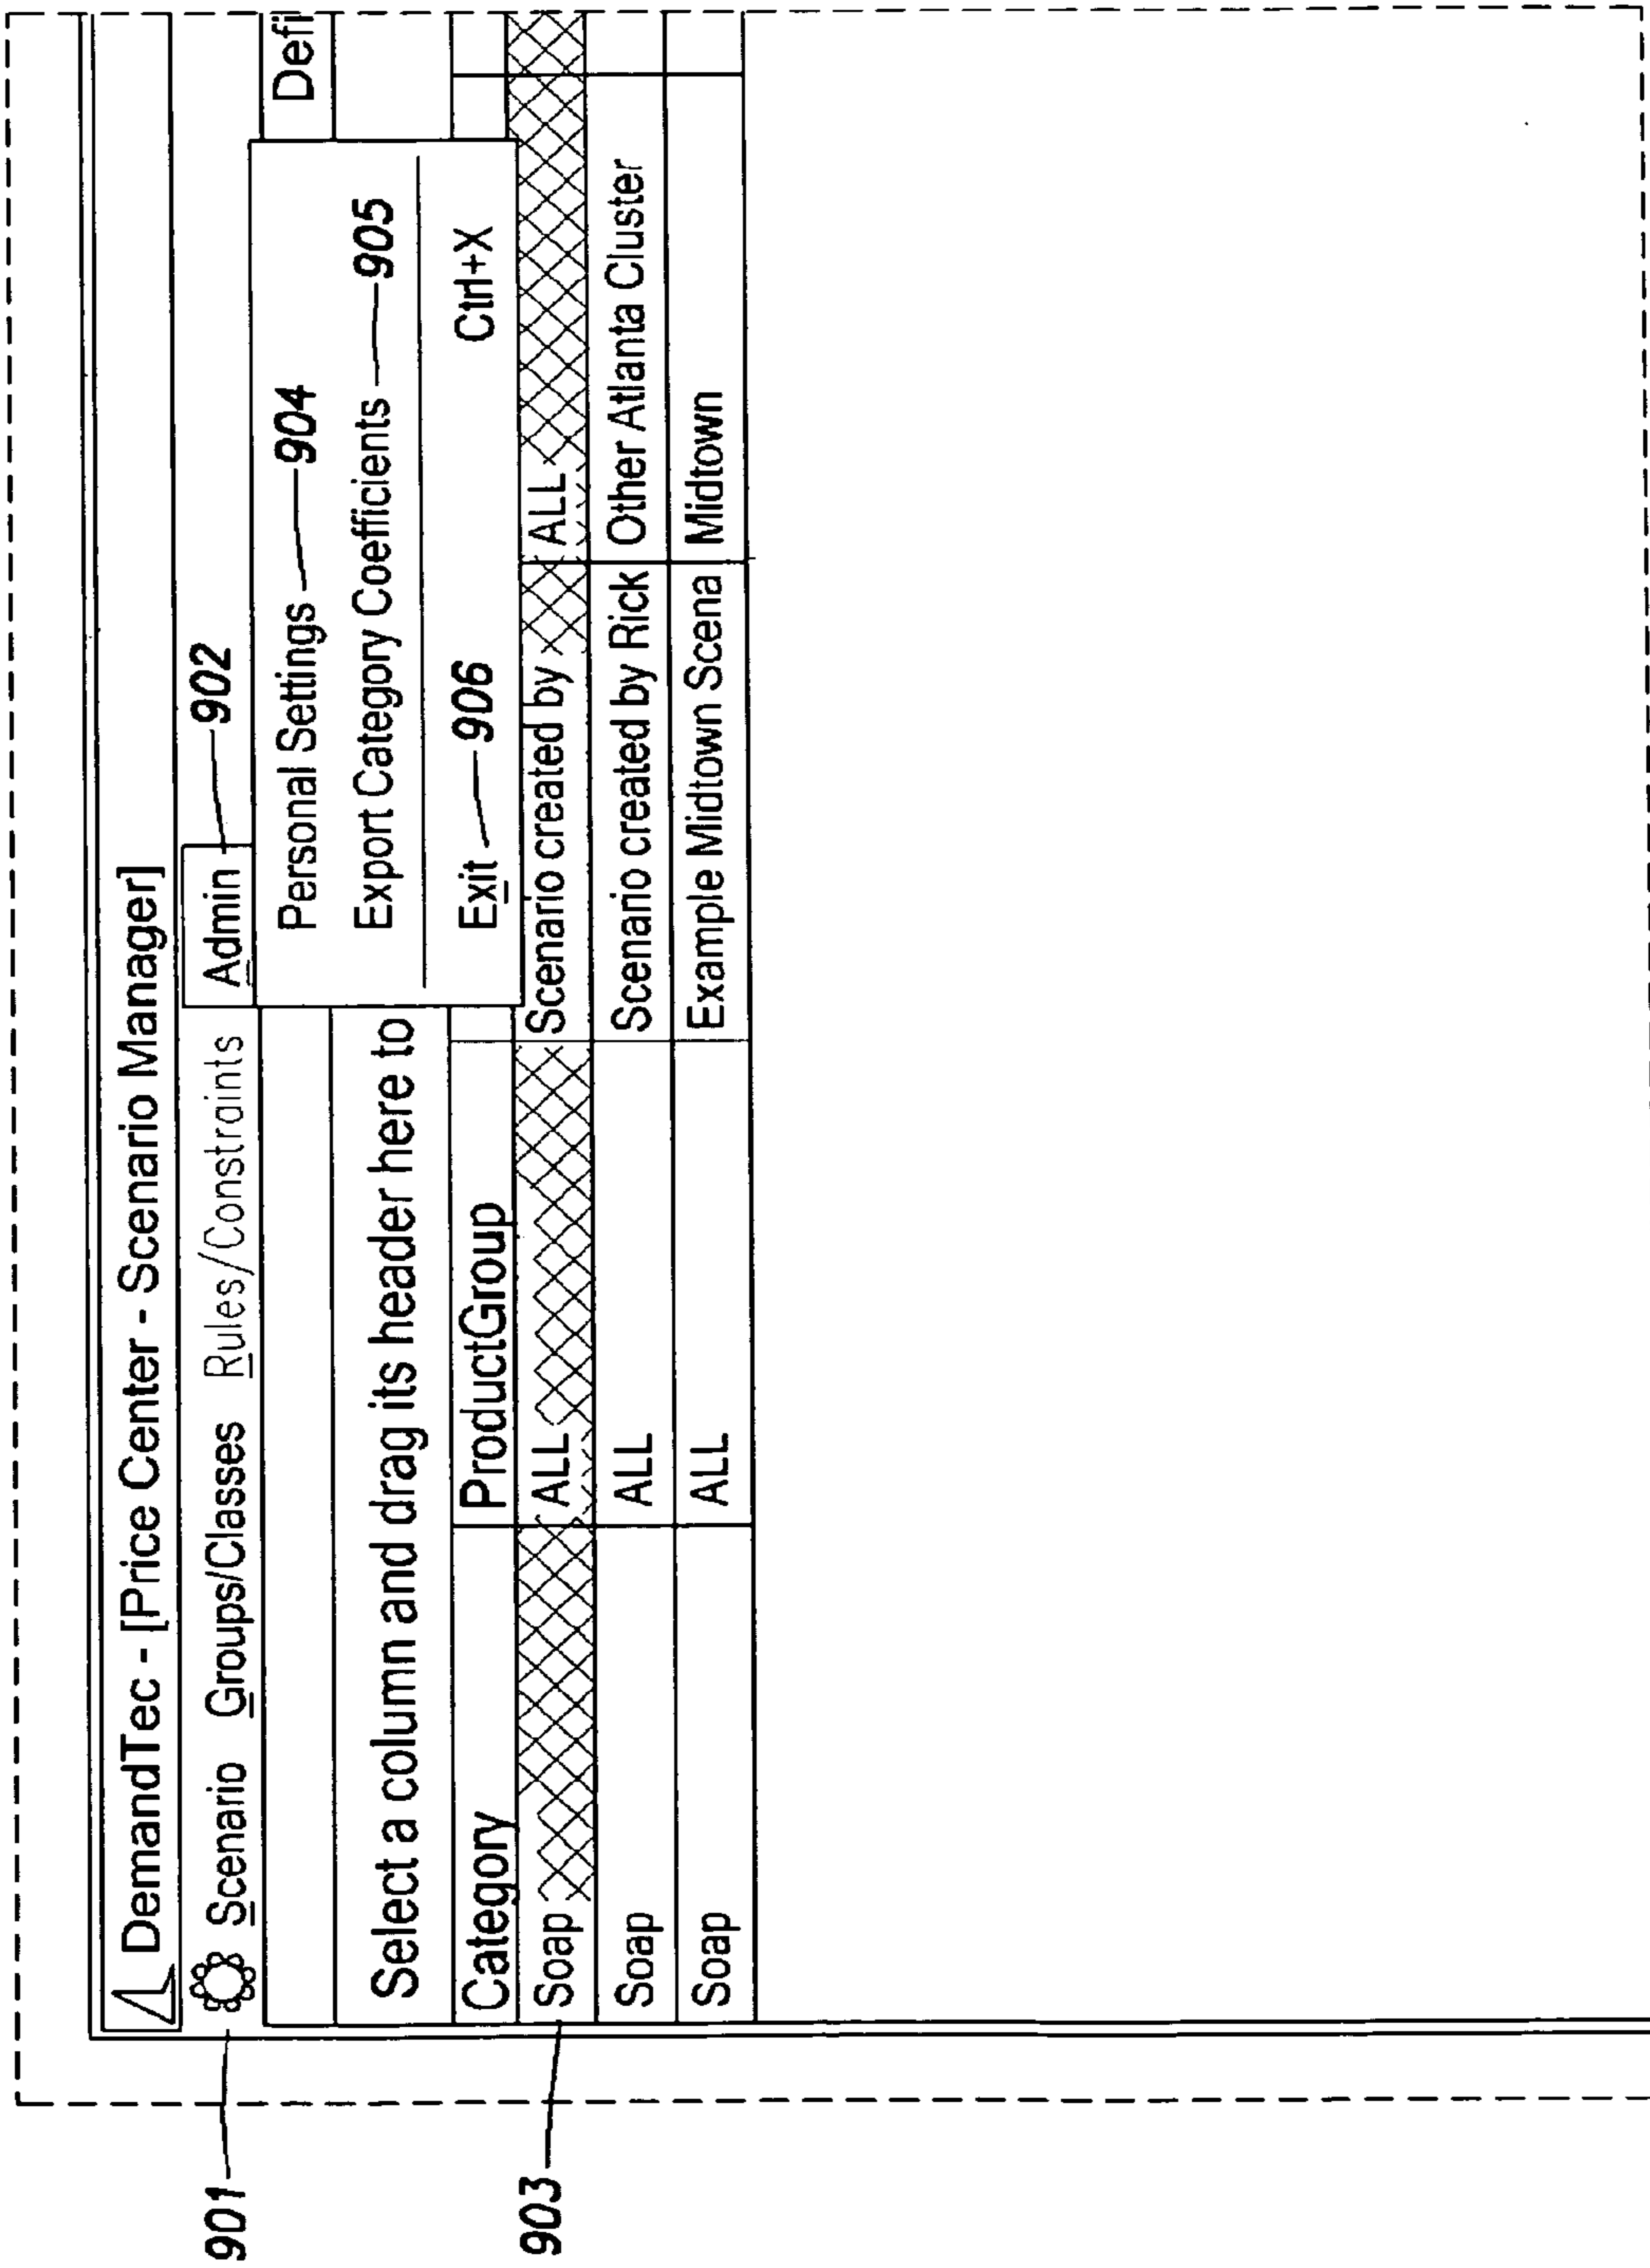 DemandTec - [Price Center - Scenario Manager]
901 Scenario Groups/Classes Rules/Constraints Admin 902
Defi
Personal Settings 904
Select a column and drag its header here to
Export Category Coefficients 905
Category ProductGroup
Exit 906 Ctrl+X
903 Soap ALL Scenario created by ALL
Soap ALL Scenario created by Rick Other Atlanta Cluster
Soap ALL Example Midtown Scena Midtown